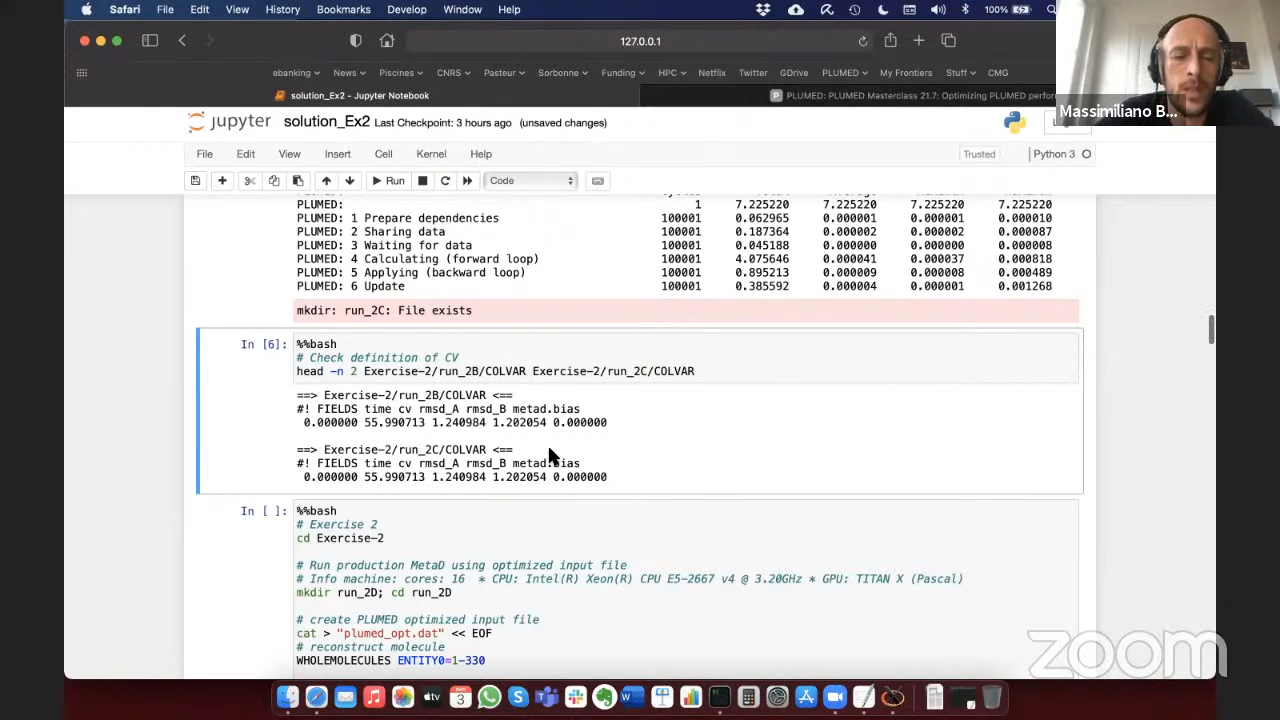 Safari File Edit View History Bookmarks Develop Window Help 100%
127.0.0.1
ebanking News Piscines CNRS Pasteur Sorbonne Funding HPC Netflix Twitter GDrive PLUMED My Frontiers Stuff CMG
solution_Ex2 - Jupyter Notebook
PLUMED: PLUMED Masterclass 21.7: Optimizing PLUMED perfor
Massimiliano B...
jupyter solution_Ex2 Last Checkpoint: 3 hours ago (unsaved changes)
File Edit View Insert Cell Kernel Help Trusted Python 3
Run Code
PLUMED: 1 7.225220 7.225220 7.225220 7.225220
PLUMED: 1 Prepare dependencies 100001 0.062965 0.000001 0.000001 0.000010
PLUMED: 2 Sharing data 100001 0.187364 0.000002 0.000002 0.000087
PLUMED: 3 Waiting for data 100001 0.045188 0.000000 0.000000 0.000008
PLUMED: 4 Calculating (forward loop) 100001 4.075646 0.000041 0.000037 0.000818
PLUMED: 5 Applying (backward loop) 100001 0.895213 0.000009 0.000008 0.000489
PLUMED: 6 Update 100001 0.385592 0.000004 0.000001 0.001268
mkdir: run_2C: File exists
In [6]: %%bash
# Check definition of CV
head -n 2 Exercise-2/run_2B/COLVAR Exercise-2/run_2C/COLVAR
==> Exercise-2/run_2B/COLVAR <==
#! FIELDS time cv rmsd_A rmsd_B metad.bias
0.000000 55.990713 1.240984 1.202054 0.000000
==> Exercise-2/run_2C/COLVAR <==
#! FIELDS time cv rmsd_A rmsd_B metad.bias
0.000000 55.990713 1.240984 1.202054 0.000000
In [ ]: %%bash
# Exercise 2
cd Exercise-2
# Run production MetaD using optimized input file
# Info machine: cores: 16 * CPU: Intel(R) Xeon(R) CPU E5-2667 v4 @ 3.20GHz * GPU: TITAN X (Pascal)
mkdir run_2D; cd run_2D
# create PLUMED optimized input file
cat > "plumed_opt.dat" << EOF
# reconstruct molecule
WHOLEMOLECULES ENTITY0=1-330
zoom